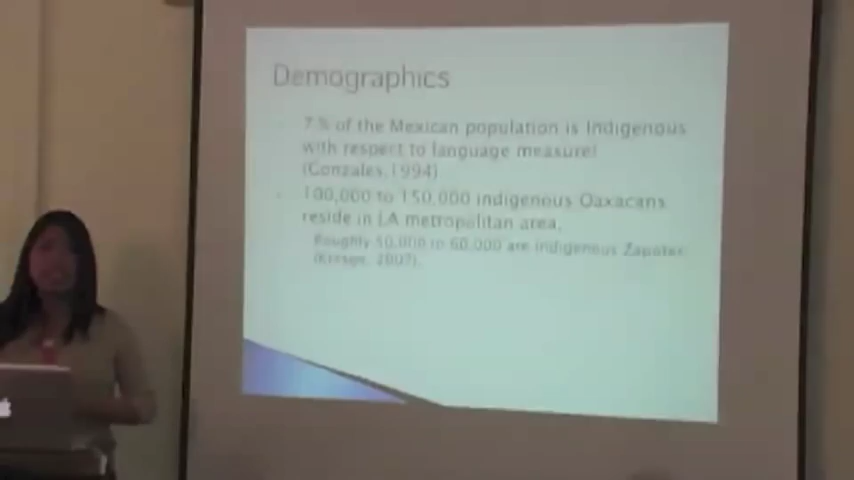 Demographics
7 % of the Mexican population is Indigenous
with respect to language measure!
(Gonzales,1994)
100,000 to 150,000 indigenous Oaxacans
reside in LA metropolitan area.
Roughly 50,000 to 60,000 are indigenous Zapotec
2007).